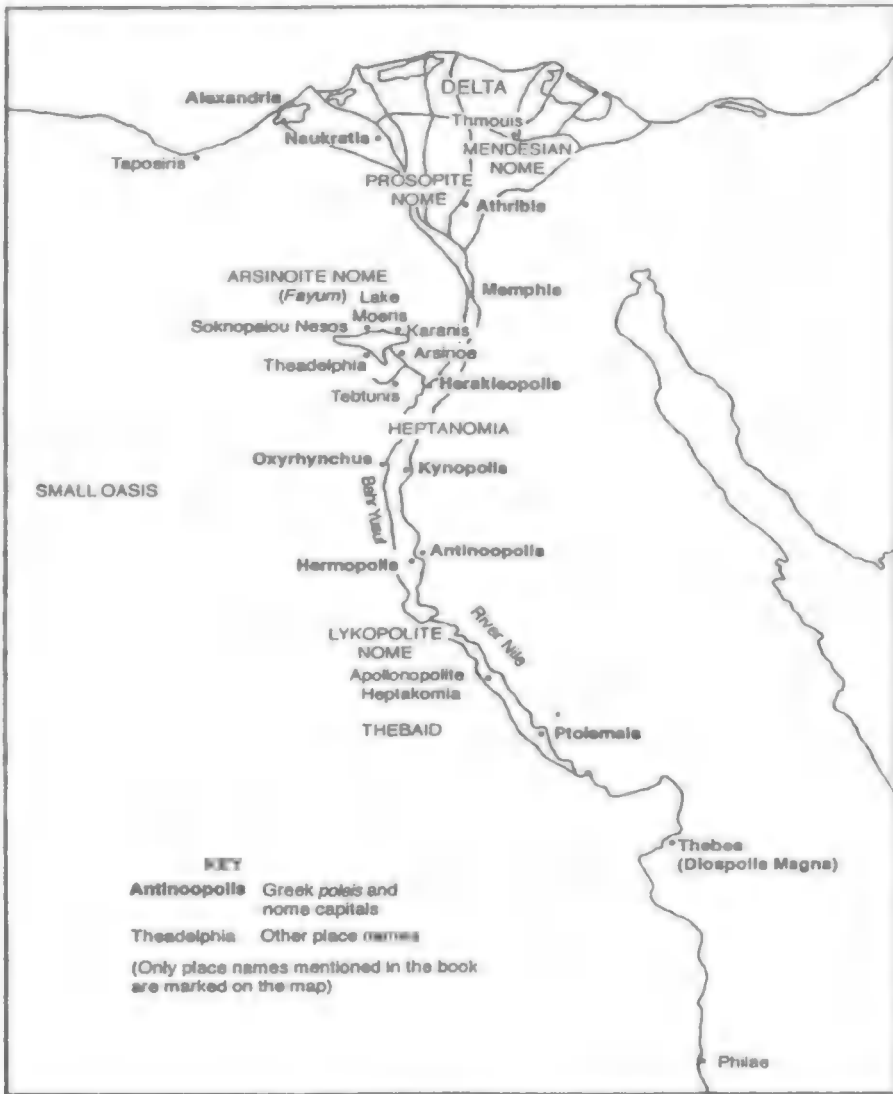 DELTA
Alexandria
Thmouis
Naukratis
MENDESIAN
NOME
Taposiris
PROSOPITE
NOME
Athribis
ARSINOITE NOME
(Fayum)
Lake
Moeris
Memphis
Soknopaiou Nesos
Karanis
Arsinoe
Theadelphia
Tebtunis
Herakleopolis
HEPTANOMIA
Oxyrhynchus
Kynopolis
SMALL OASIS
Bahr Yusuf
Antinoopolis
Hermopolis
River Nile
LYKOPOLITE
NOME
Apollonopolite
Heptakomia
THEBAID
Ptolemais
Thebes
(Diospolis Magna)
KEY
Antinoopolis Greek poleis and
nome capitals
Theadelphia Other place names
(Only place names mentioned in the book
are marked on the map)
Philae